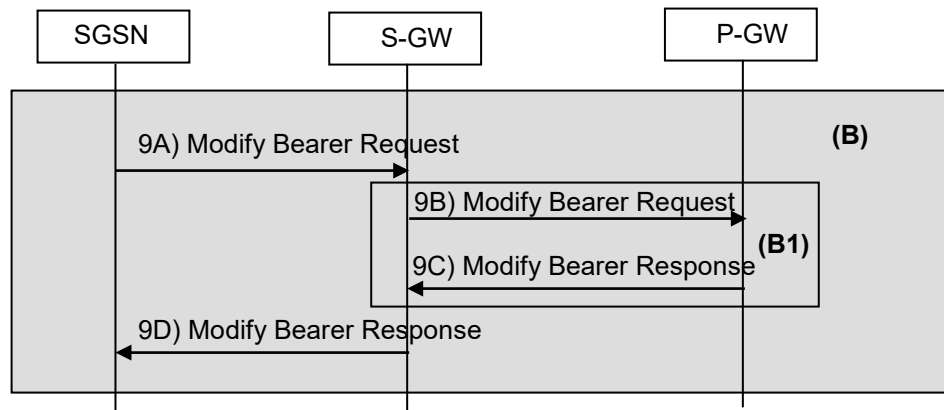 SGSN
S-GW
P-GW
(B)
9A) Modify Bearer Request
9B) Modify Bearer Request
(B1)
9C) Modify Bearer Response
9D) Modify Bearer Response